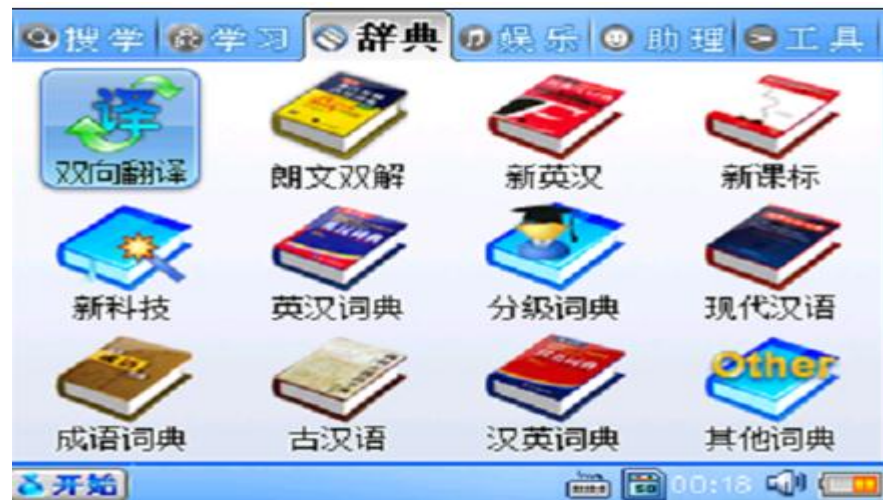 搜学 学习 辞典 娱乐 助理 工具
译
双向翻译 朗文双解 新英汉 新课标
新科技 英汉词典 分级词典 现代汉语
Other
成语词典 古汉语 汉英词典 其他词典
开始 SD 00:18